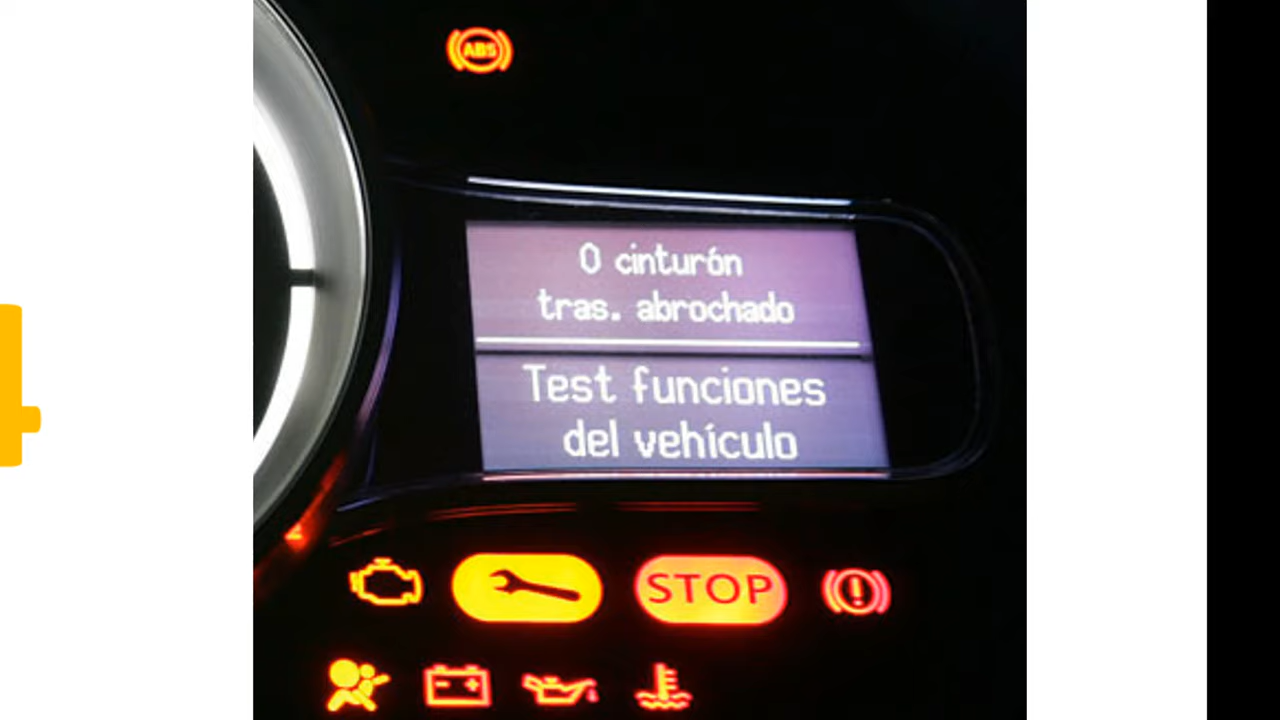 ABS
0 cinturón
tras. abrochado
Test funciones
del vehículo
STOP